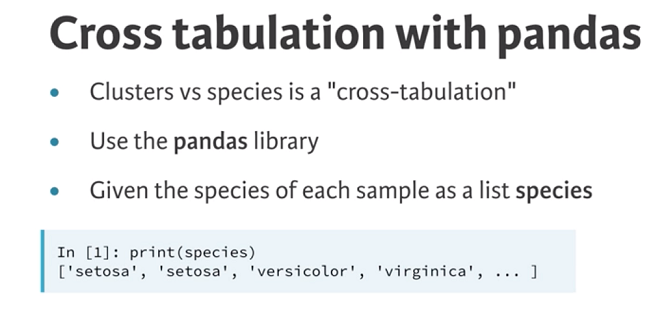 Cross tabulation with pandas
• Clusters vs species is a "cross-tabulation"
• Use the pandas library
• Given the species of each sample as a list species
In [1]: print(species)
['setosa', 'setosa', 'versicolor', 'virginica', ... ]